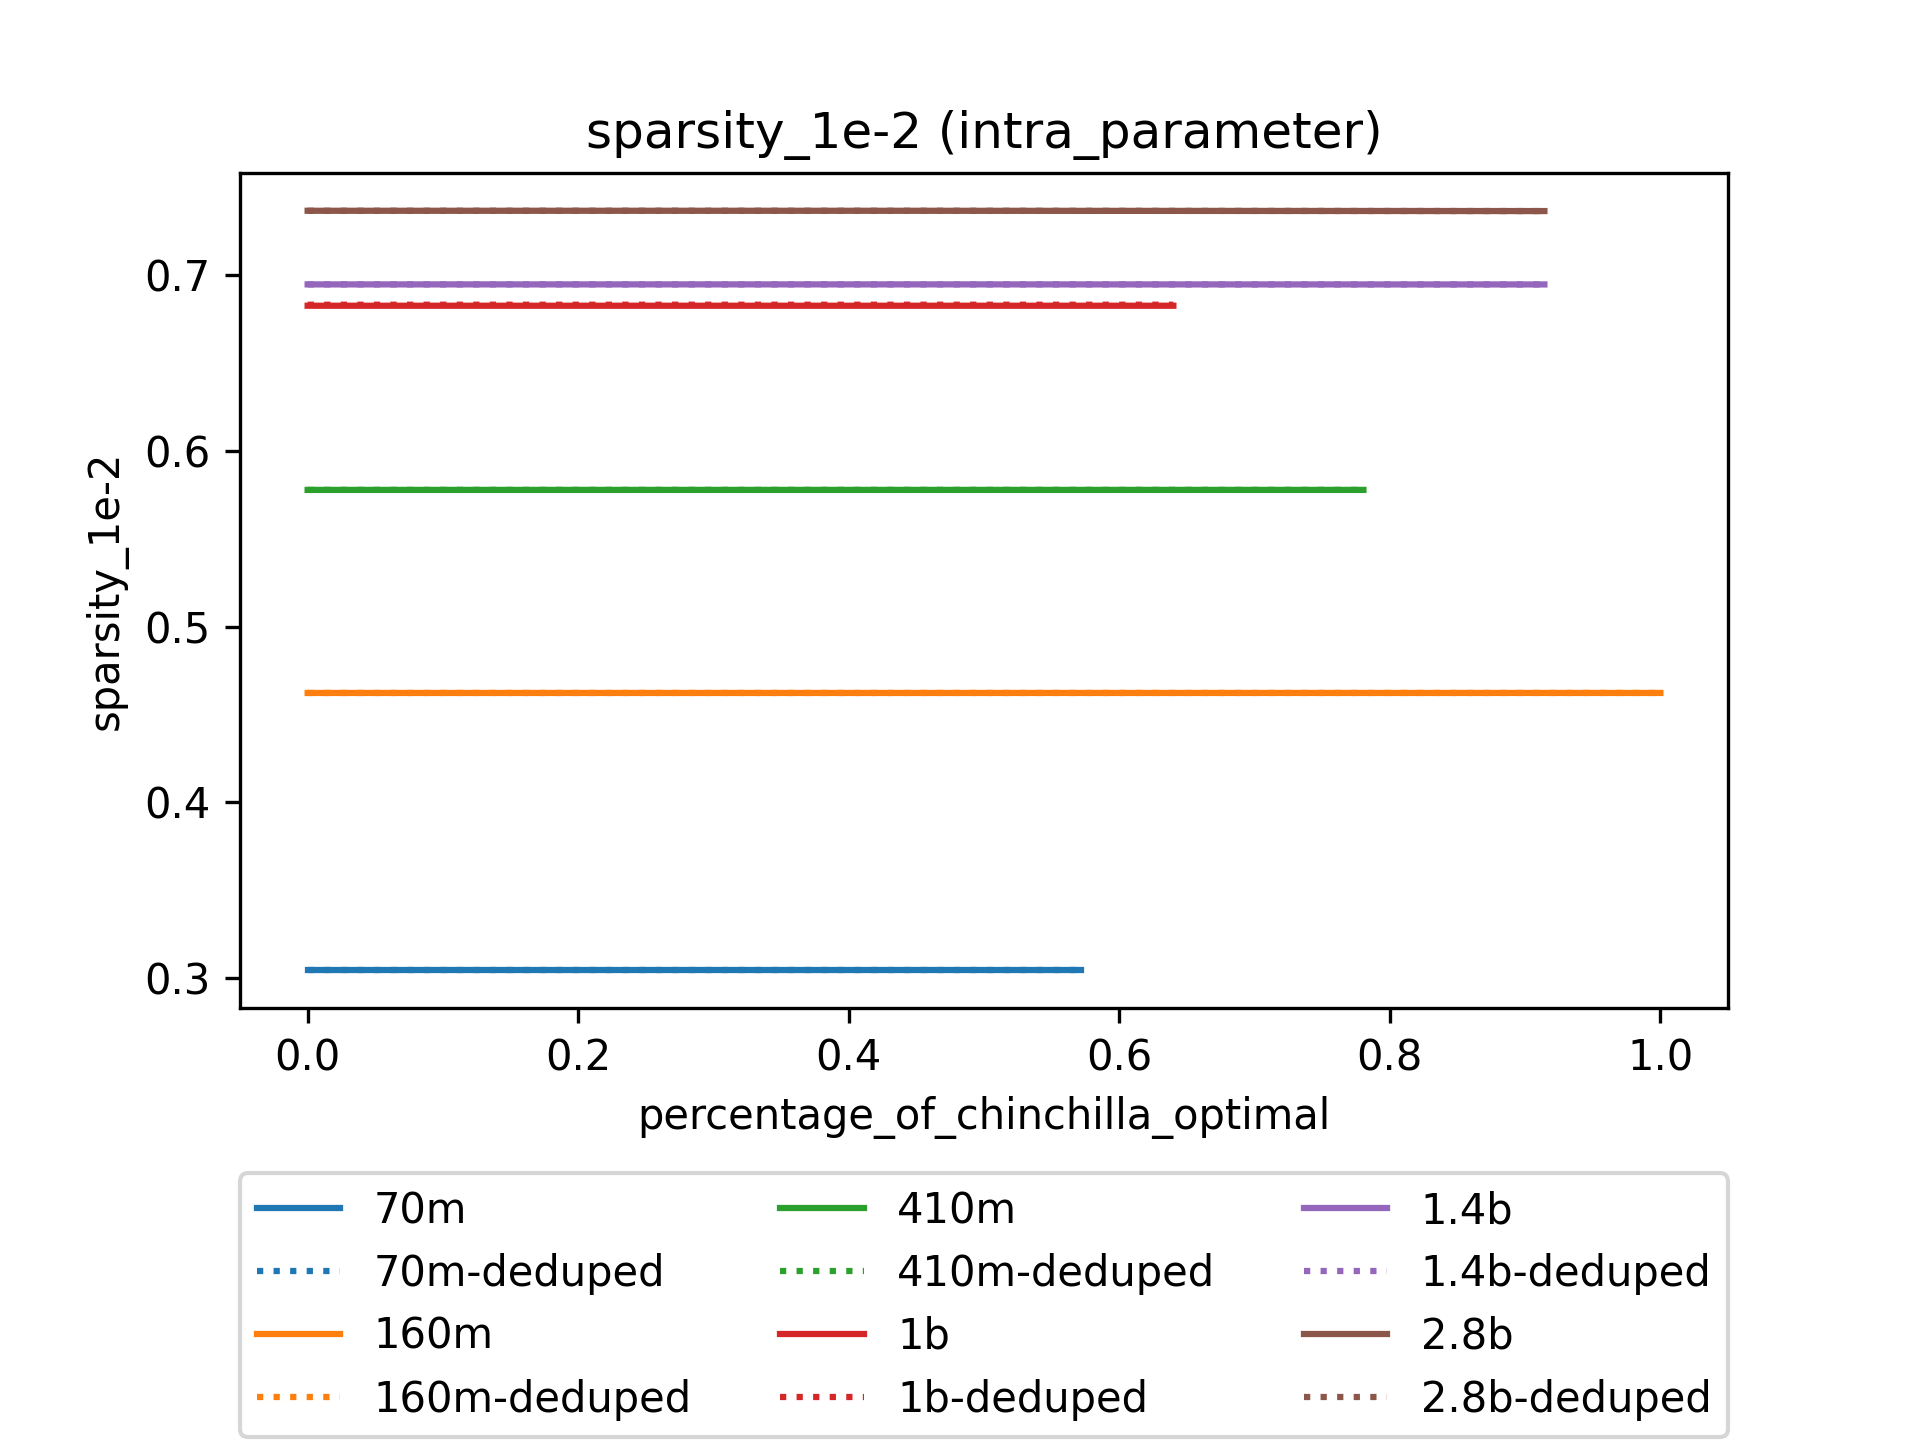 sparsity_1e-2 (intra_parameter)
sparsity_1e-2
0.7
0.6
0.5
0.4
0.3
0.0 0.2 0.4 0.6 0.8 1.0
percentage_of_chinchilla_optimal
70m
70m-deduped
160m
160m-deduped
410m
410m-deduped
1b
1b-deduped
1.4b
1.4b-deduped
2.8b
2.8b-deduped